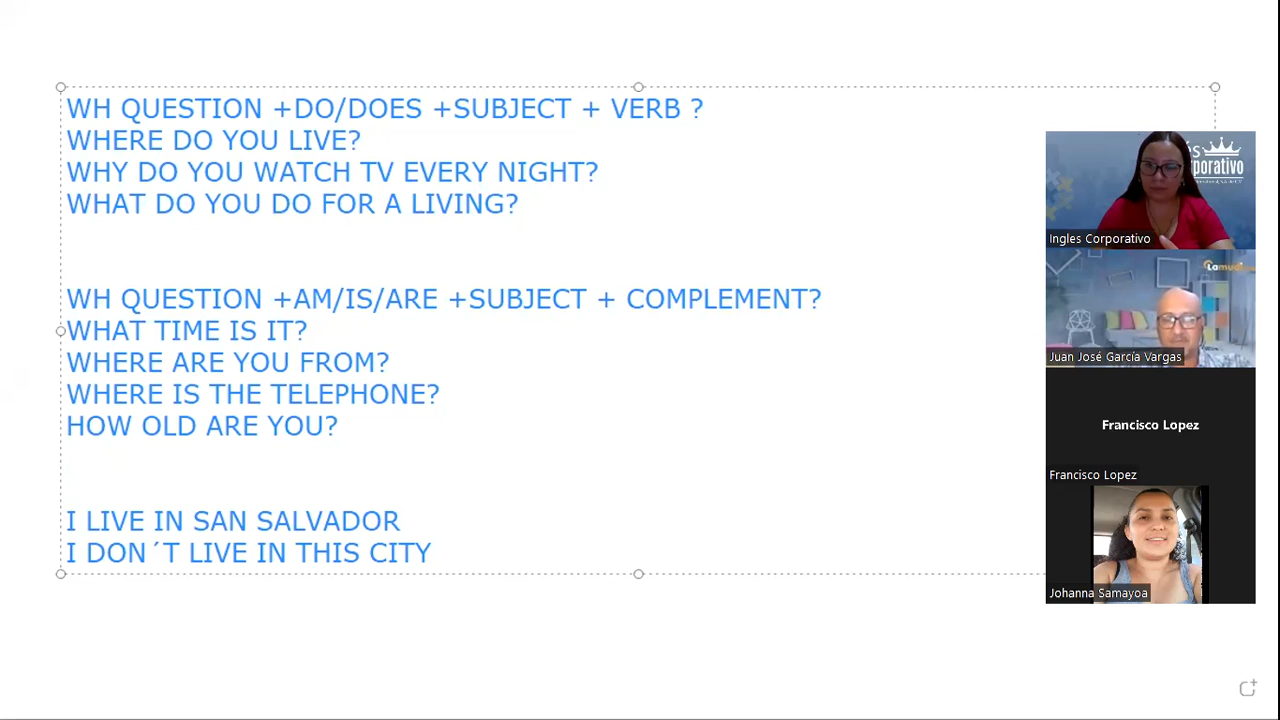 WH QUESTION +DO/DOES +SUBJECT + VERB ?
WHERE DO YOU LIVE?
WHY DO YOU WATCH TV EVERY NIGHT?
WHAT DO YOU DO FOR A LIVING?
WH QUESTION +AM/IS/ARE +SUBJECT + COMPLEMENT?
WHAT TIME IS IT?
WHERE ARE YOU FROM?
WHERE IS THE TELEPHONE?
HOW OLD ARE YOU?
I LIVE IN SAN SALVADOR
I DON´T LIVE IN THIS CITY
Ingles Corporativo
Juan José García Vargas
Francisco Lopez
Francisco Lopez
Johanna Samayoa